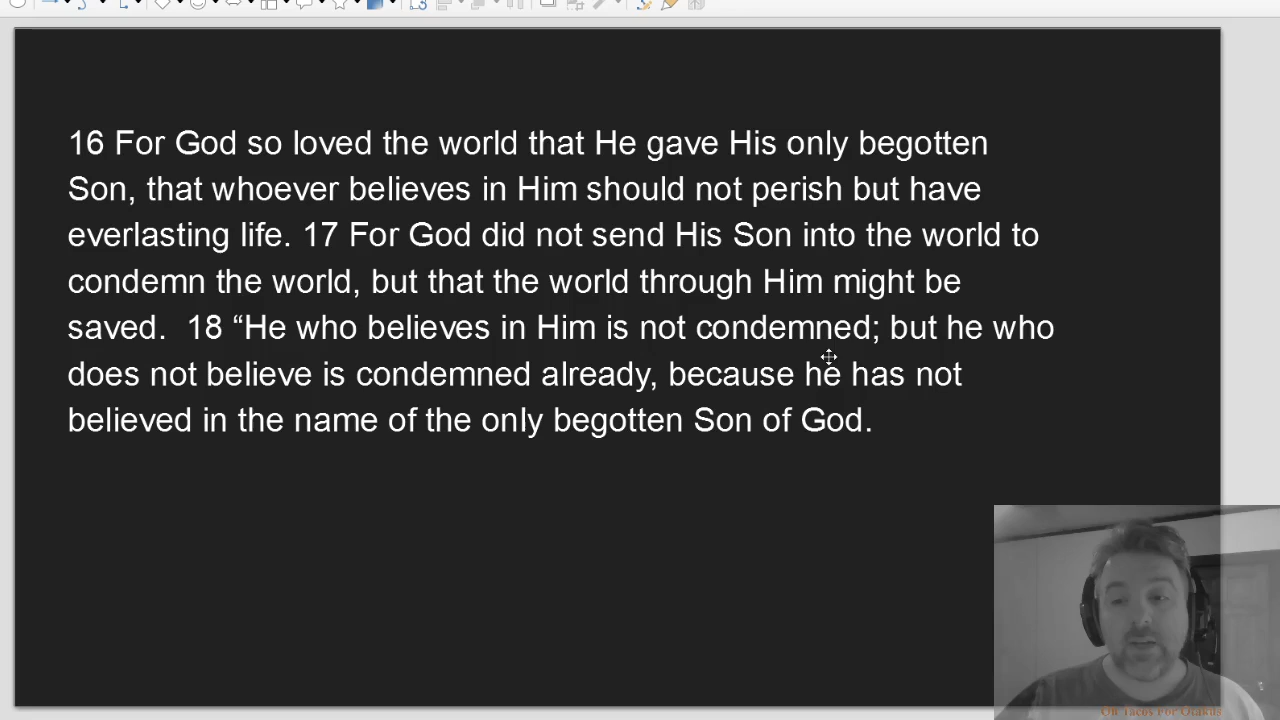 16 For God so loved the world that He gave His only begotten
Son, that whoever believes in Him should not perish but have
everlasting life. 17 For God did not send His Son into the world to
condemn the world, but that the world through Him might be
saved.  18 “He who believes in Him is not condemned; but he who
does not believe is condemned already, because he has not
believed in the name of the only begotten Son of God.